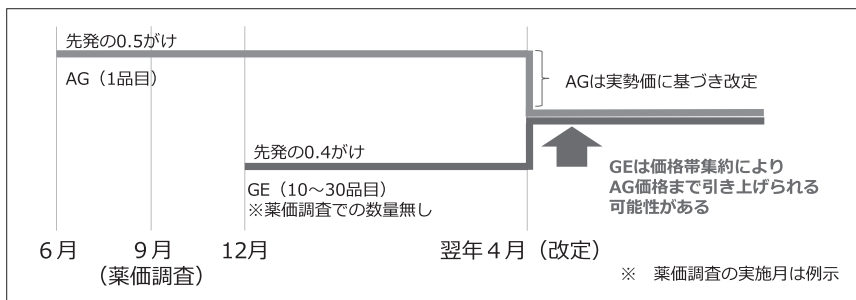 先発の0.5がけ
AG（1品目）
AGは実勢価に基づき改定
先発の0.4がけ
GE（10～30品目）
※薬価調査での数量無し
GEは価格帯集約により
AG価格まで引き上げられる
可能性がある
6月
9月
12月
翌年4月（改定）
（薬価調査）
※　薬価調査の実施月は例示